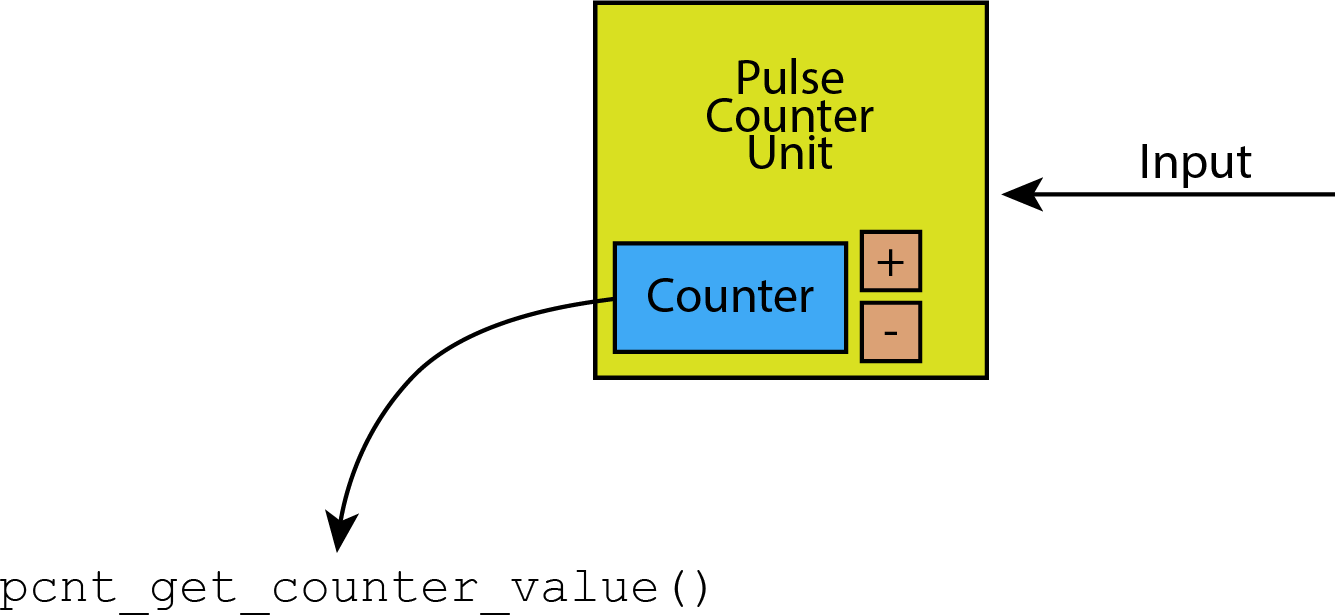 Pulse
Counter
Unit
Input
+
Counter
-
pcnt_get_counter_value()